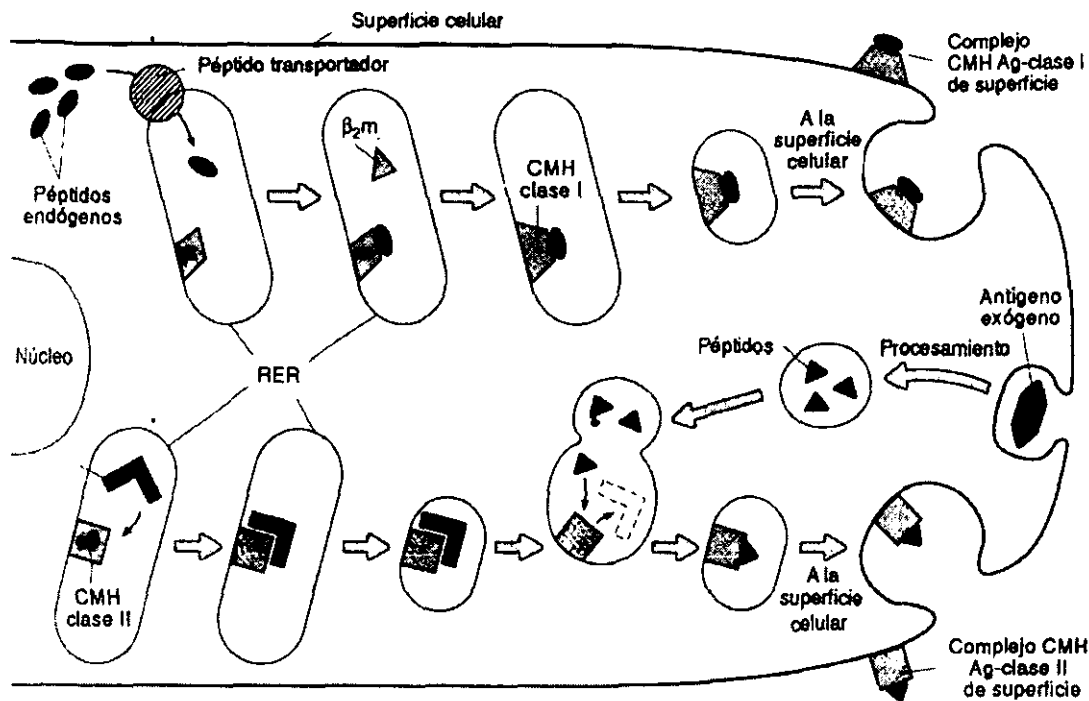 Superficie celular
Péptido transportador
Complejo
CMH Ag-clase I
de superficie
β₂m
CMH
clase I
A la
superficie
celular
Péptidos
endógenos
Antígeno
exógeno
Núcleo
RER
Péptidos
Procesamiento
CMH
clase II
A la
superficie
celular
Complejo CMH
Ag-clase II
de superficie